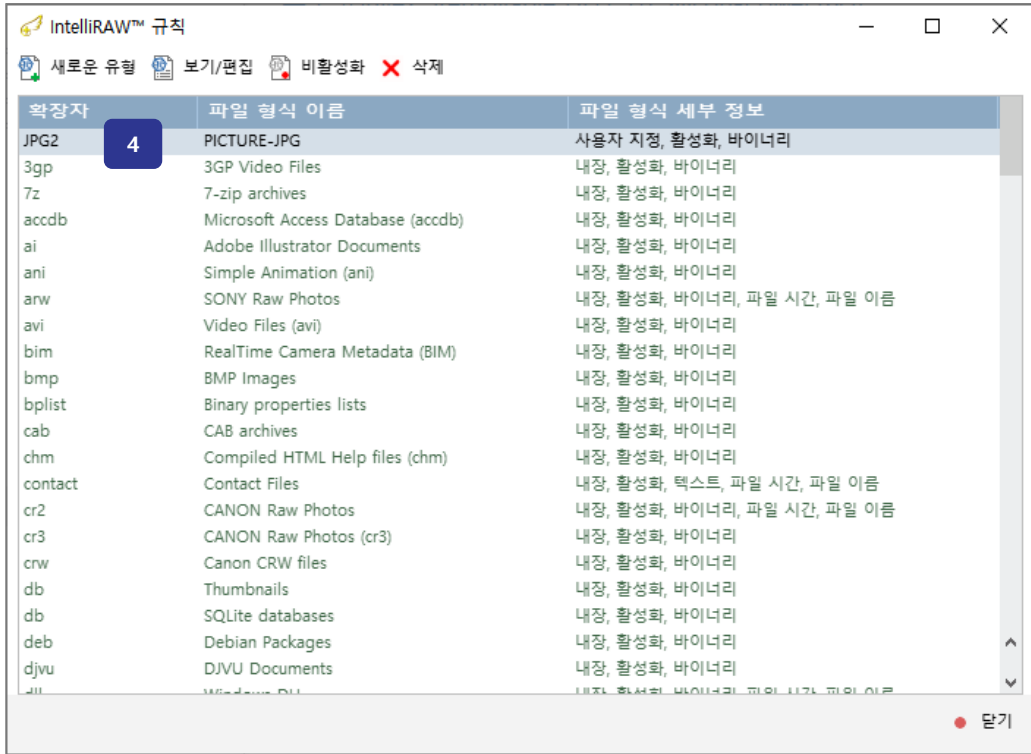 IntelliRAW™ 규칙
새로운 유형 보기/편집 비활성화 삭제
확장자 파일 형식 이름 파일 형식 세부 정보
JPG2 4 PICTURE-JPG 사용자 지정, 활성화, 바이너리
3gp 3GP Video Files 내장, 활성화, 바이너리
7z 7-zip archives 내장, 활성화, 바이너리
accdb Microsoft Access Database (accdb) 내장, 활성화, 바이너리
ai Adobe Illustrator Documents 내장, 활성화, 바이너리
ani Simple Animation (ani) 내장, 활성화, 바이너리
arw SONY Raw Photos 내장, 활성화, 바이너리, 파일 시간, 파일 이름
avi Video Files (avi) 내장, 활성화, 바이너리
bim RealTime Camera Metadata (BIM) 내장, 활성화, 바이너리
bmp BMP Images 내장, 활성화, 바이너리
bplist Binary properties lists 내장, 활성화, 바이너리
cab CAB archives 내장, 활성화, 바이너리
chm Compiled HTML Help files (chm) 내장, 활성화, 바이너리
contact Contact Files 내장, 활성화, 텍스트, 파일 시간, 파일 이름
cr2 CANON Raw Photos 내장, 활성화, 바이너리, 파일 시간, 파일 이름
cr3 CANON Raw Photos (cr3) 내장, 활성화, 바이너리
crw Canon CRW files 내장, 활성화, 바이너리
db Thumbnails 내장, 활성화, 바이너리
db SQLite databases 내장, 활성화, 바이너리
deb Debian Packages 내장, 활성화, 바이너리
djvu DJVU Documents 내장, 활성화, 바이너리
닫기